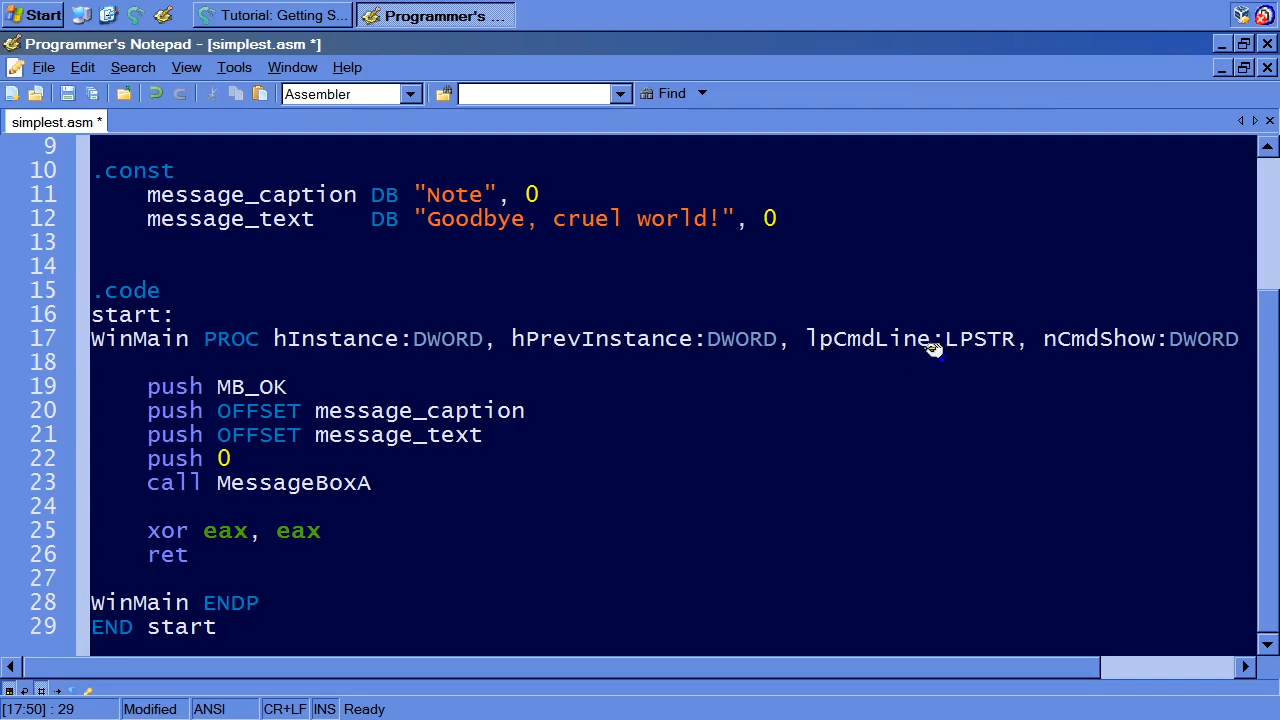 Start Tutorial: Getting S... Programmer's ...
Programmer's Notepad - [simplest.asm *]
File Edit Search View Tools Window Help
Assembler Find
simplest.asm *
9
10 .const
11 message_caption DB "Note", 0
12 message_text DB "Goodbye, cruel world!", 0
13
14
15 .code
16 start:
17 WinMain PROC hInstance:DWORD, hPrevInstance:DWORD, lpCmdLine:LPSTR, nCmdShow:DWORD
18
19 push MB_OK
20 push OFFSET message_caption
21 push OFFSET message_text
22 push 0
23 call MessageBoxA
24
25 xor eax, eax
26 ret
27
28 WinMain ENDP
29 END start
[17:50] : 29 Modified ANSI CR+LF INS Ready